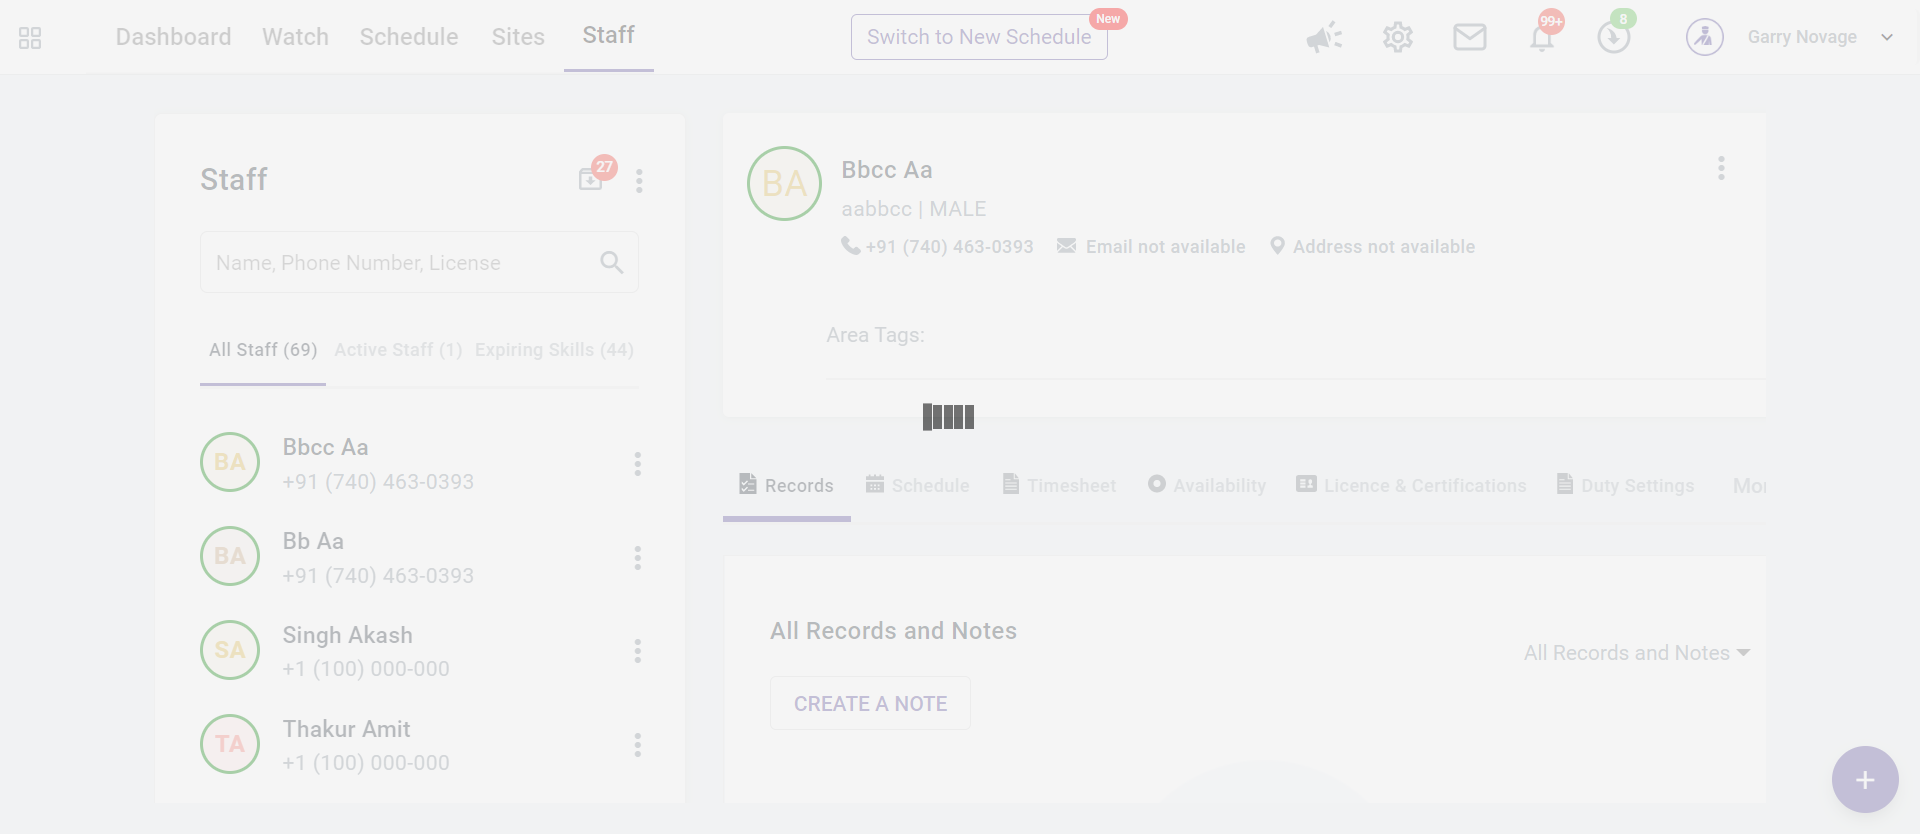 Dashboard Watch Schedule Sites Staff Switch to New Schedule New 99+ 8 Garry Novage
Staff 27
Name, Phone Number, License
All Staff (69) Active Staff (1) Expiring Skills (44)
BA Bbcc Aa
+91 (740) 463-0393
BA Bb Aa
+91 (740) 463-0393
SA Singh Akash
+1 (100) 000-000
TA Thakur Amit
+1 (100) 000-000
BA Bbcc Aa
aabbcc | MALE
+91 (740) 463-0393 Email not available Address not available
Area Tags:
Records Schedule Timesheet Availability Licence & Certifications Duty Settings
All Records and Notes
All Records and Notes
CREATE A NOTE